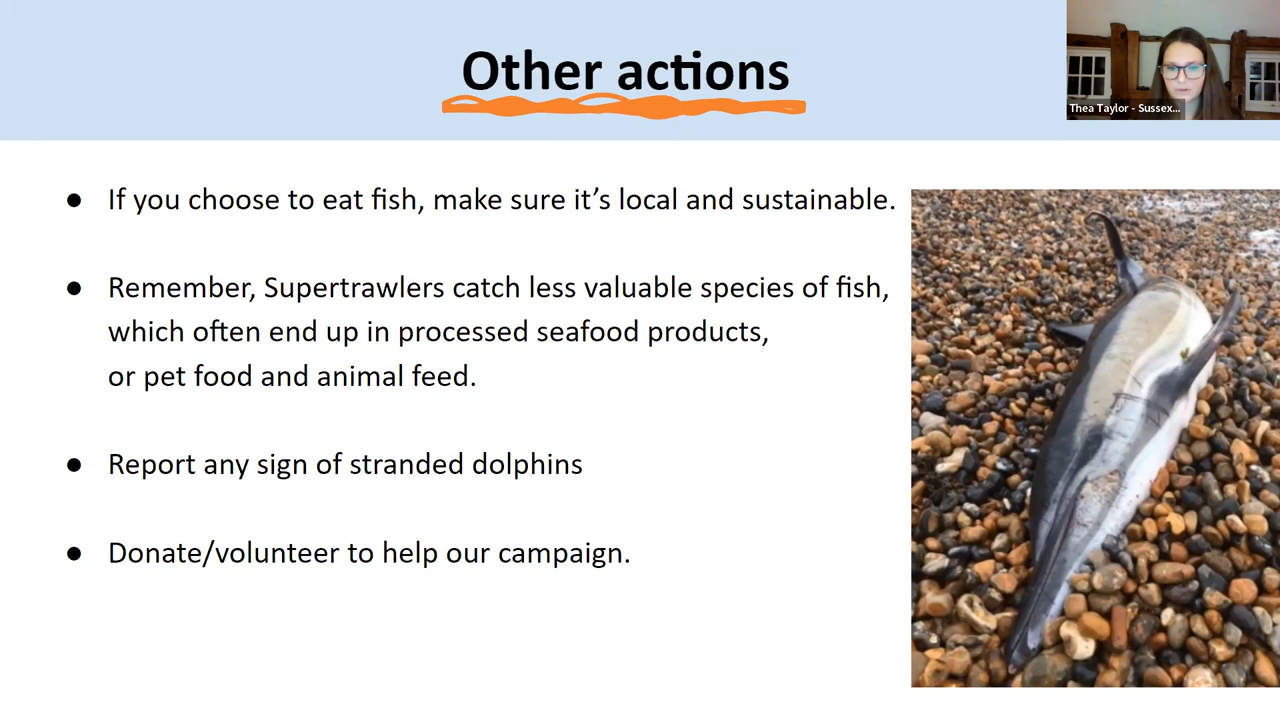 Other actions
Thea Taylor - Sussex...
● If you choose to eat fish, make sure it’s local and sustainable.
● Remember, Supertrawlers catch less valuable species of fish,
which often end up in processed seafood products,
or pet food and animal feed.
● Report any sign of stranded dolphins
● Donate/volunteer to help our campaign.